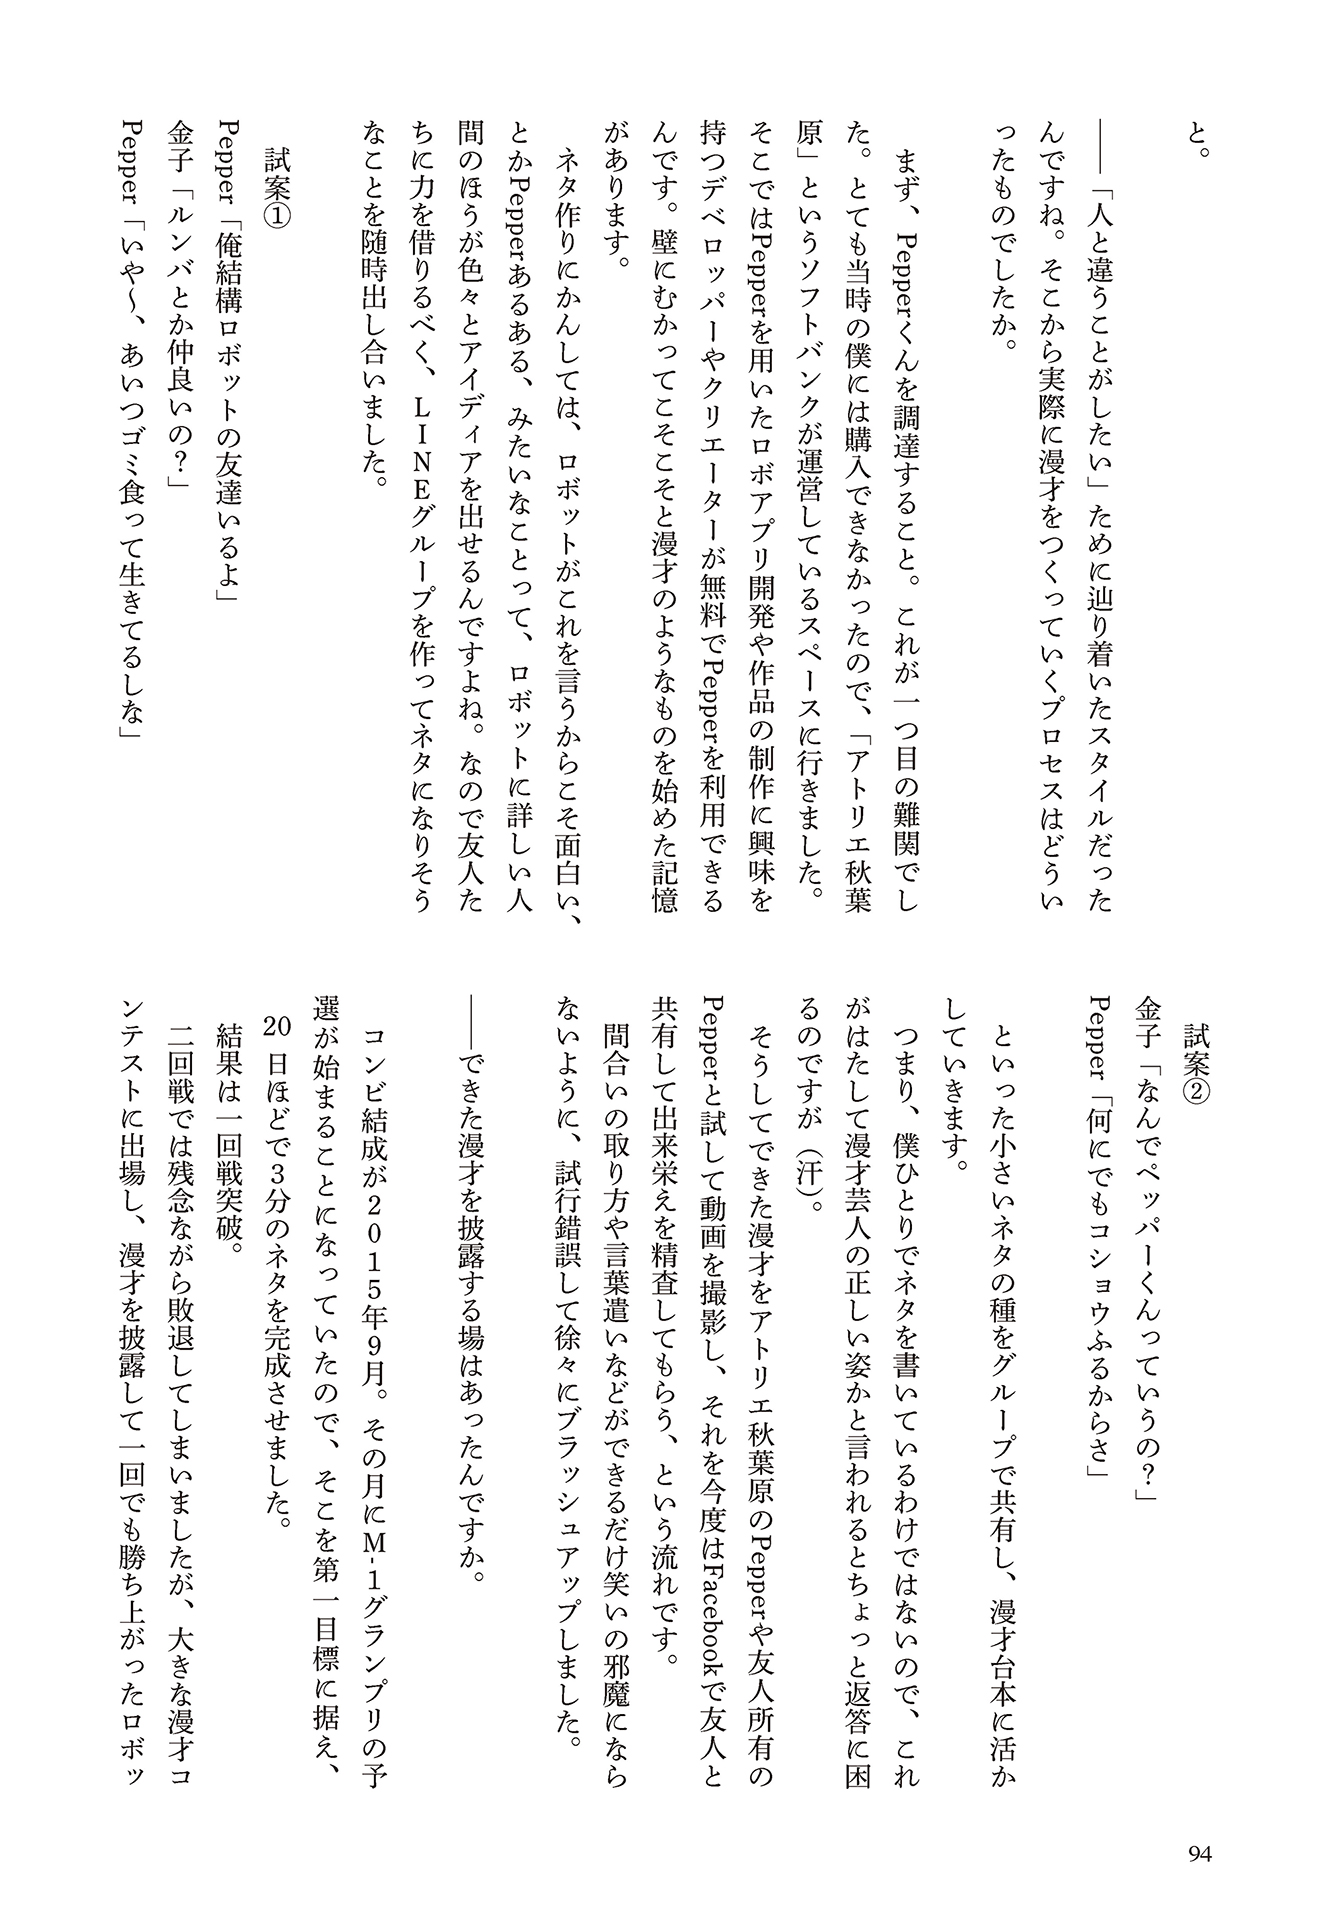 と。
――「人と違うことがしたい」ために辿り着いたスタイルだった
んですね。そこから実際に漫才をつくっていくプロセスはどうい
ったものでしたか。
まず、Pepperくんを調達すること。これが一つ目の難関でし
た。とても当時の僕には購入できなかったので、「アトリエ秋葉
原」というソフトバンクが運営しているスペースに行きました。
そこではPepperを用いたロボアプリ開発や作品の制作に興味を
持つデベロッパーやクリエーターが無料でPepperを利用できる
んです。壁にむかってこそこそと漫才のようなものを始めた記憶
があります。
ネタ作りにかんしては、ロボットがこれを言うからこそ面白い、
とかPepperあるある、みたいなことって、ロボットに詳しい人
間のほうが色々とアイディアを出せるんですよね。なので友人た
ちに力を借りるべく、LINEグループを作ってネタになりそう
なことを随時出し合いました。
試案①
Pepper「俺結構ロボットの友達いるよ」
金子「ルンバとか仲良いの？」
Pepper「いや〜、あいつゴミ食って生きてるしな」
試案②
金子「なんでペッパーくんっていうの？」
Pepper「何にでもコショウふるからさ」
といった小さいネタの種をグループで共有し、漫才台本に活か
していきます。
つまり、僕ひとりでネタを書いているわけではないので、これ
がはたして漫才芸人の正しい姿かと言われるとちょっと返答に困
るのですが（汗）。
そうしてできた漫才をアトリエ秋葉原のPepperや友人所有の
Pepperと試して動画を撮影し、それを今度はFacebookで友人と
共有して出来栄えを精査してもらう、という流れです。
間合いの取り方や言葉遣いなどができるだけ笑いの邪魔になら
ないように、試行錯誤して徐々にブラッシュアップしました。
――できた漫才を披露する場はあったんですか。
コンビ結成が2015年9月。その月にM-1グランプリの予
選が始まることになっていたので、そこを第一目標に据え、
20日ほどで3分のネタを完成させました。
結果は一回戦突破。
二回戦では残念ながら敗退してしまいましたが、大きな漫才コ
ンテストに出場し、漫才を披露して一回でも勝ち上がったロボッ
94